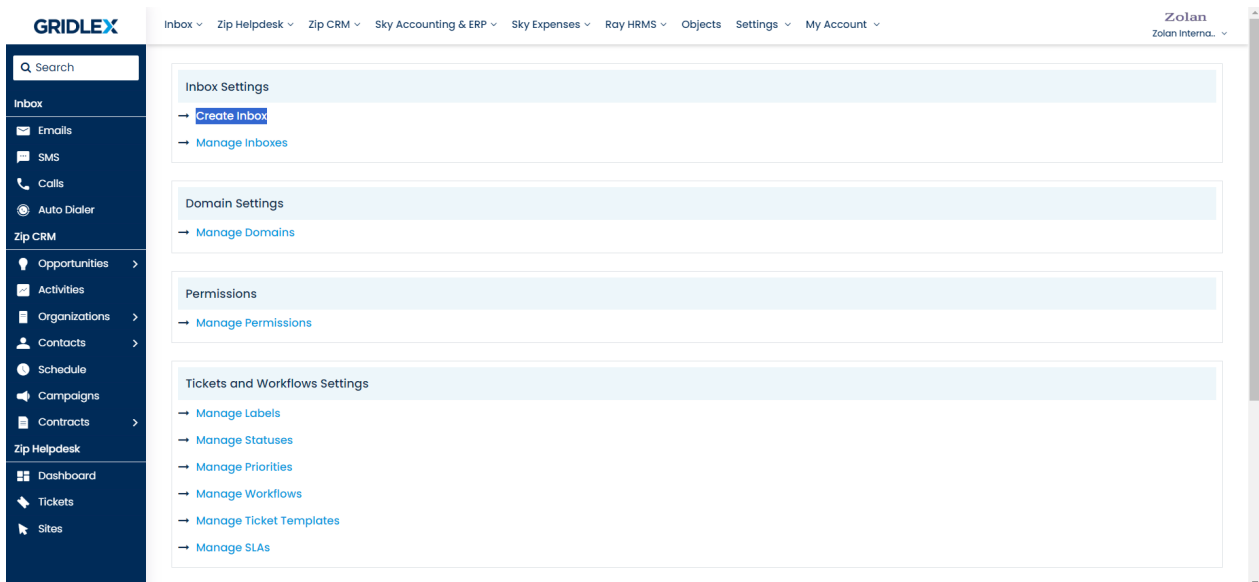 GRIDLEX
Inbox Zip Helpdesk Zip CRM Sky Accounting & ERP Sky Expenses Ray HRMS Objects Settings My Account
Zolan
Zolan Interna..
Search
Inbox
Emails
SMS
Calls
Auto Dialer
Zip CRM
Opportunities
Activities
Organizations
Contacts
Schedule
Campaigns
Contracts
Zip Helpdesk
Dashboard
Tickets
Sites
Inbox Settings
→ Create Inbox
→ Manage Inboxes
Domain Settings
→ Manage Domains
Permissions
→ Manage Permissions
Tickets and Workflows Settings
→ Manage Labels
→ Manage Statuses
→ Manage Priorities
→ Manage Workflows
→ Manage Ticket Templates
→ Manage SLAs